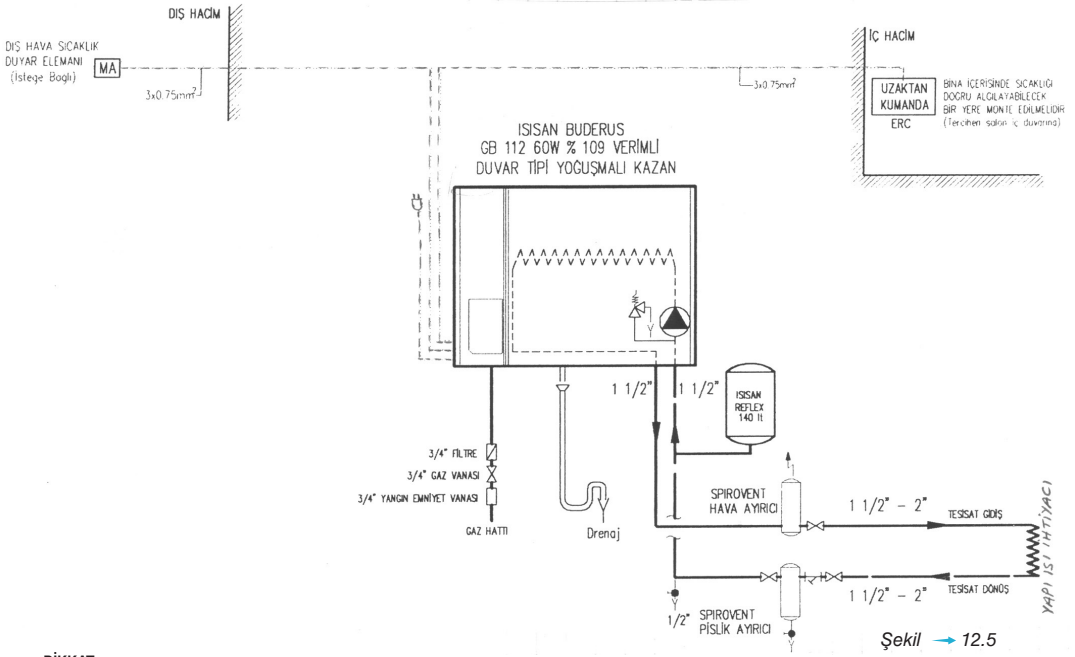 DIŞ HACİM
DIŞ HAVA SICAKLIK
DUYAR ELEMANI
(İsteğe Bağlı)
MA
3x0.75mm²
3x0.75mm²
İÇ HACİM
UZAKTAN
KUMANDA
ERC
BİNA İÇERİSİNDE SICAKLIĞI
DOĞRU ALGILAYABİLECEK
BİR YERE MONTE EDİLMELİDİR
(Tercihen salon iç duvarına)
ISISAN BUDERUS
GB 112 60W % 109 VERİMLİ
DUVAR TİPİ YOĞUŞMALI KAZAN
1 1/2"
1 1/2"
ISISAN
REFLEX
140 lt
3/4" FİLTRE
3/4" GAZ VANASI
3/4" YANGIN EMNİYET VANASI
GAZ HATTI
Drenaj
SPIROVENT
HAVA AYIRICI
1 1/2" - 2"
TESİSAT GİDİŞ
YAPI ISI İHTİYACI
1 1/2" - 2"
TESİSAT DÖNÜŞ
1/2"
SPIROVENT
PİSLİK AYIRICI
Şekil → 12.5